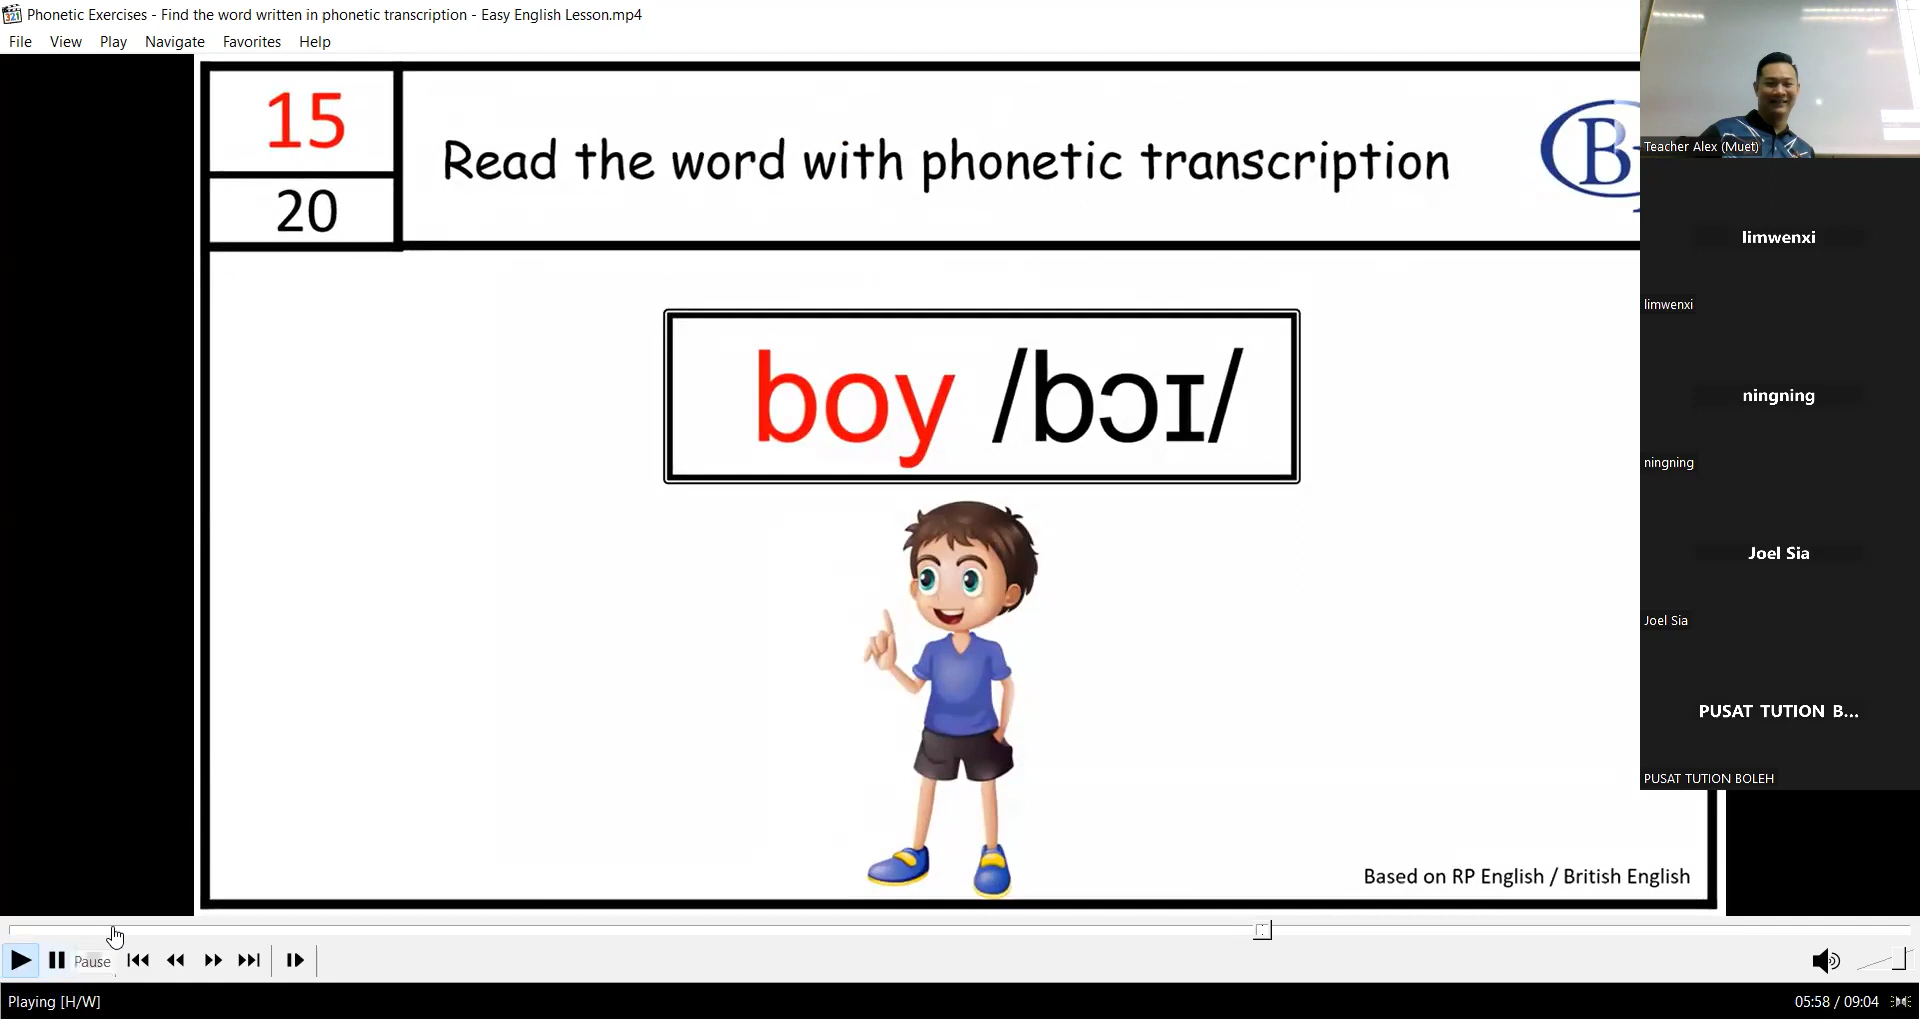 Phonetic Exercises - Find the word written in phonetic transcription - Easy English Lesson.mp4
File View Play Navigate Favorites Help
15
20
Read the word with phonetic transcription
B
boy /bɔɪ/
Based on RP English / British English
Teacher Alex (Muet)
limwenxi
limwenxi
ningning
ningning
Joel Sia
Joel Sia
PUSAT TUTION B...
PUSAT TUTION BOLEH
Pause
Playing [H/W]
05:58 / 09:04